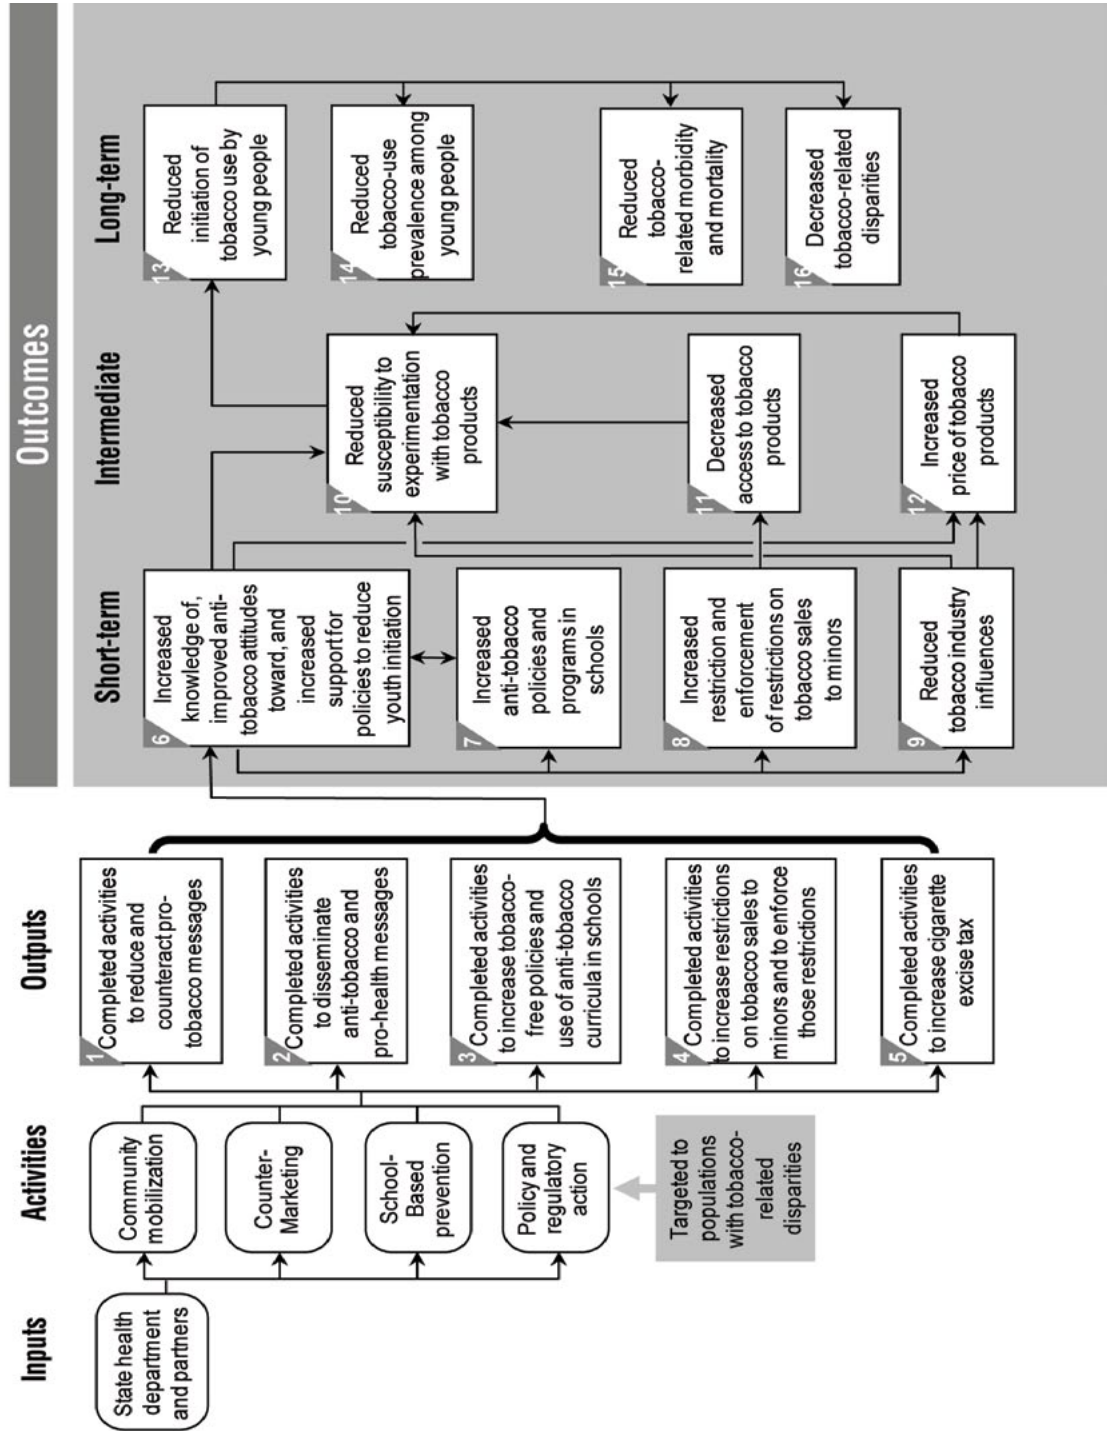 Outcomes
Inputs
Activities
Outputs
Short-term
Intermediate
Long-term
State health
department
and partners
Community
mobilization
Counter-
Marketing
School-
Based
prevention
Policy and
regulatory
action
Targeted to
populations
with tobacco-
related
disparities
1
Completed activities
to reduce and
counteract pro-
tobacco messages
2
Completed activities
to disseminate
anti-tobacco and
pro-health messages
3
Completed activities
to increase tobacco-
free policies and
use of anti-tobacco
curricula in schools
4
Completed activities
to increase restrictions
on tobacco sales to
minors and to enforce
those restrictions
5
Completed activities
to increase cigarette
excise tax
6
Increased
knowledge of,
improved anti-
tobacco attitudes
toward, and
increased
support for
policies to reduce
youth initiation
7
Increased
anti-tobacco
policies and
programs in
schools
8
Increased
restriction and
enforcement
of restrictions on
tobacco sales
to minors
9
Reduced
tobacco industry
influences
10
Reduced
susceptibility to
experimentation
with tobacco
products
11
Decreased
access to tobacco
products
12
Increased
price of tobacco
products
13
Reduced
initiation of
tobacco use by
young people
14
Reduced
tobacco-use
prevalence among
young people
15
Reduced
tobacco-
related morbidity
and mortality
16
Decreased
tobacco-related
disparities